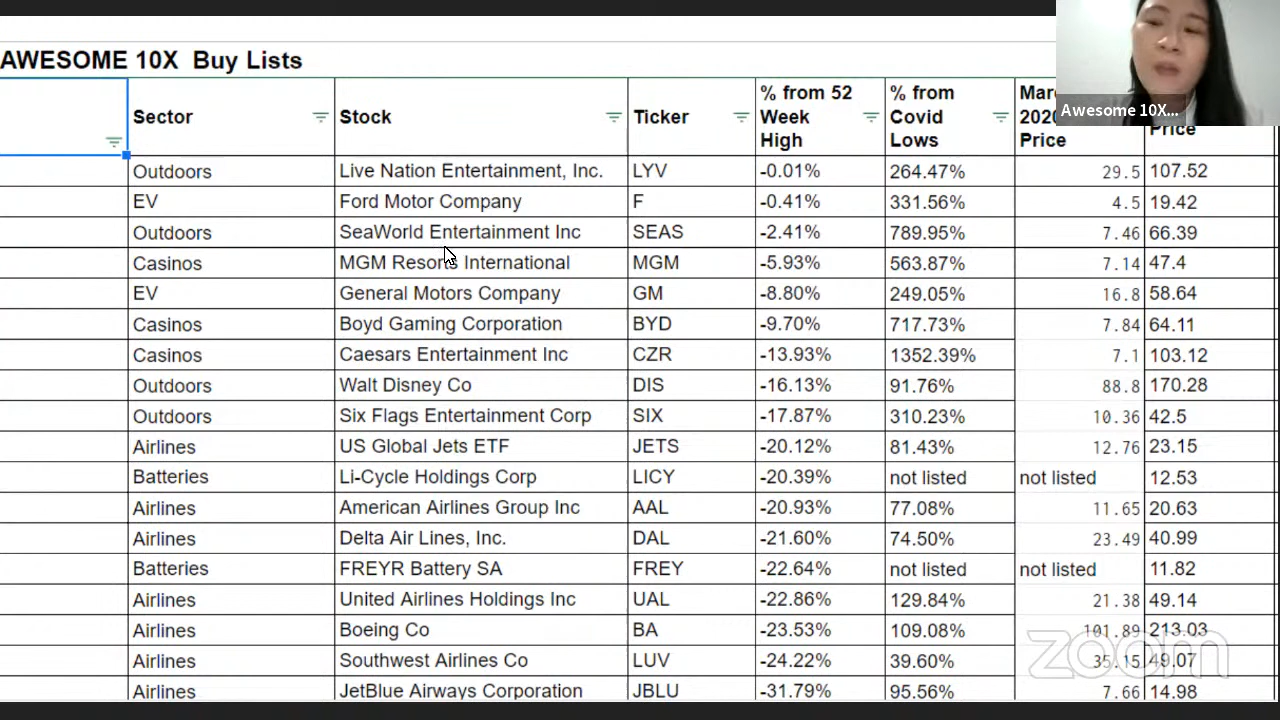 AWESOME 10X Buy Lists
Awesome 10X...
Sector Stock Ticker % from 52 Week High % from Covid Lows March 2020 Price Price
Outdoors Live Nation Entertainment, Inc. LYV -0.01% 264.47% 29.5 107.52
EV Ford Motor Company F -0.41% 331.56% 4.5 19.42
Outdoors SeaWorld Entertainment Inc SEAS -2.41% 789.95% 7.46 66.39
Casinos MGM Resorts International MGM -5.93% 563.87% 7.14 47.4
EV General Motors Company GM -8.80% 249.05% 16.8 58.64
Casinos Boyd Gaming Corporation BYD -9.70% 717.73% 7.84 64.11
Casinos Caesars Entertainment Inc CZR -13.93% 1352.39% 7.1 103.12
Outdoors Walt Disney Co DIS -16.13% 91.76% 88.8 170.28
Outdoors Six Flags Entertainment Corp SIX -17.87% 310.23% 10.36 42.5
Airlines US Global Jets ETF JETS -20.12% 81.43% 12.76 23.15
Batteries Li-Cycle Holdings Corp LICY -20.39% not listed not listed 12.53
Airlines American Airlines Group Inc AAL -20.93% 77.08% 11.65 20.63
Airlines Delta Air Lines, Inc. DAL -21.60% 74.50% 23.49 40.99
Batteries FREYR Battery SA FREY -22.64% not listed not listed 11.82
Airlines United Airlines Holdings Inc UAL -22.86% 129.84% 21.38 49.14
Airlines Boeing Co BA -23.53% 109.08% 101.89 213.03
Airlines Southwest Airlines Co LUV -24.22% 39.60% 35.15 49.07
Airlines JetBlue Airways Corporation JBLU -31.79% 95.56% 7.66 14.98
zoom